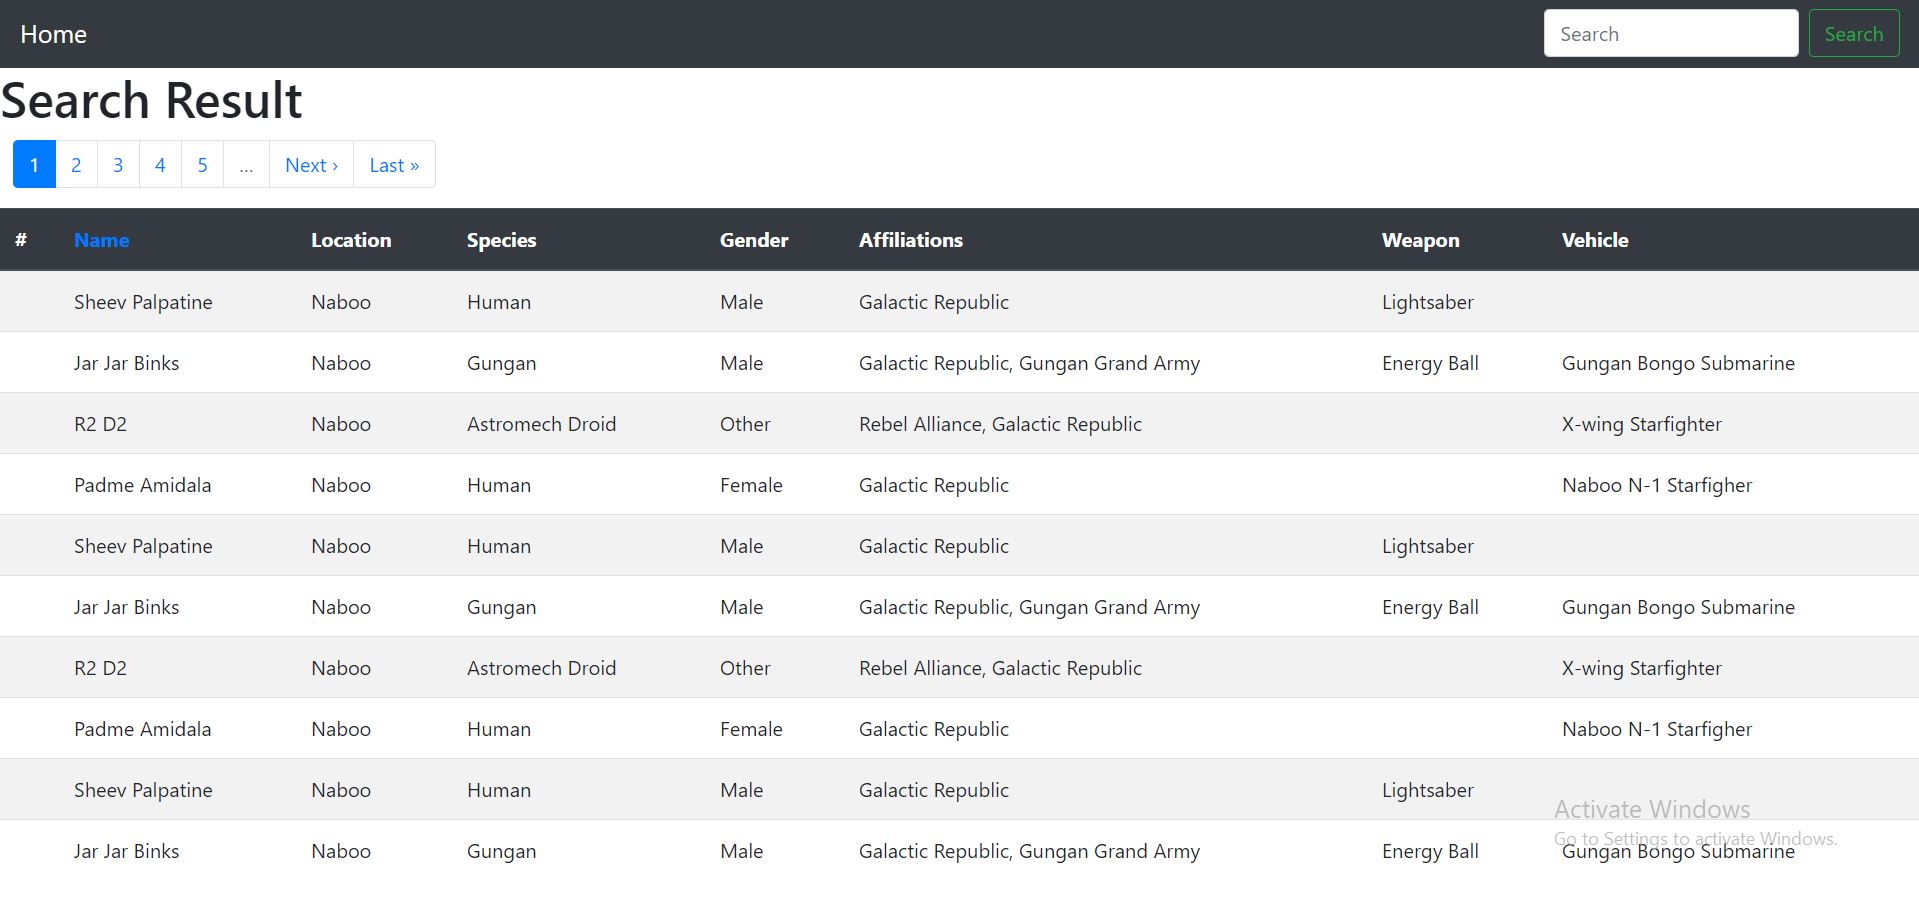 Home Search Search
Search Result
1 2 3 4 5 ... Next › Last »
# Name Location Species Gender Affiliations Weapon Vehicle
Sheev Palpatine Naboo Human Male Galactic Republic Lightsaber
Jar Jar Binks Naboo Gungan Male Galactic Republic, Gungan Grand Army Energy Ball Gungan Bongo Submarine
R2 D2 Naboo Astromech Droid Other Rebel Alliance, Galactic Republic X-wing Starfighter
Padme Amidala Naboo Human Female Galactic Republic Naboo N-1 Starfigher
Sheev Palpatine Naboo Human Male Galactic Republic Lightsaber
Jar Jar Binks Naboo Gungan Male Galactic Republic, Gungan Grand Army Energy Ball Gungan Bongo Submarine
R2 D2 Naboo Astromech Droid Other Rebel Alliance, Galactic Republic X-wing Starfighter
Padme Amidala Naboo Human Female Galactic Republic Naboo N-1 Starfigher
Sheev Palpatine Naboo Human Male Galactic Republic Lightsaber
Activate Windows
Go to Settings to activate Windows.
Jar Jar Binks Naboo Gungan Male Galactic Republic, Gungan Grand Army Energy Ball Gungan Bongo Submarine